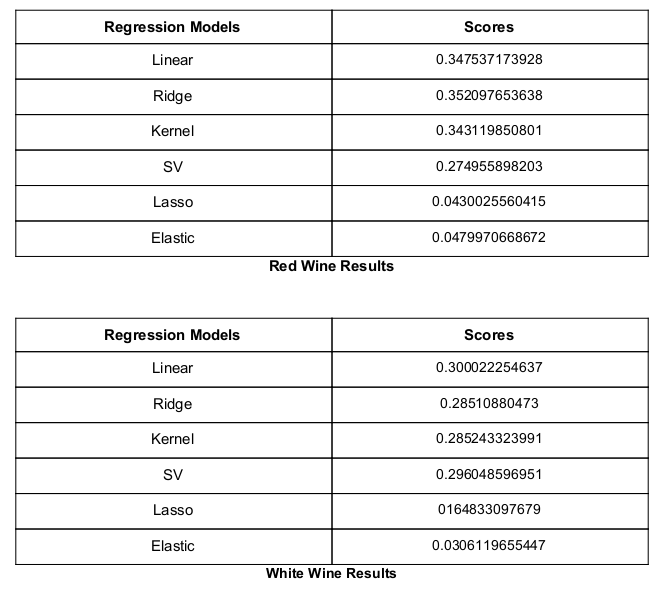 Regression Models Scores
Linear 0.347537173928
Ridge 0.352097653638
Kernel 0.343119850801
SV 0.274955898203
Lasso 0.0430025560415
Elastic 0.0479970668672
Red Wine Results
Regression Models Scores
Linear 0.300022254637
Ridge 0.28510880473
Kernel 0.285243323991
SV 0.296048596951
Lasso 0164833097679
Elastic 0.0306119655447
White Wine Results